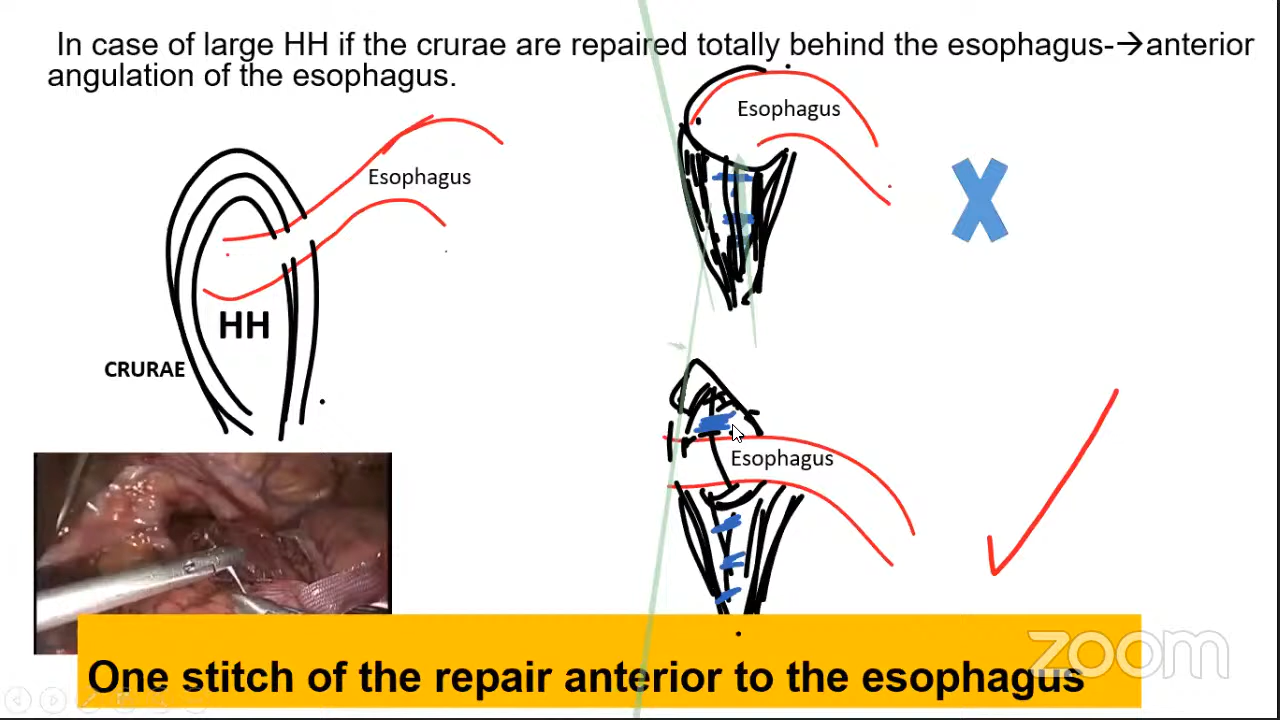 In case of large HH if the crurae are repaired totally behind the esophagus-→anterior
angulation of the esophagus.
Esophagus
Esophagus
HH
CRURAE
Esophagus
One stitch of the repair anterior to the esophagus
zoom